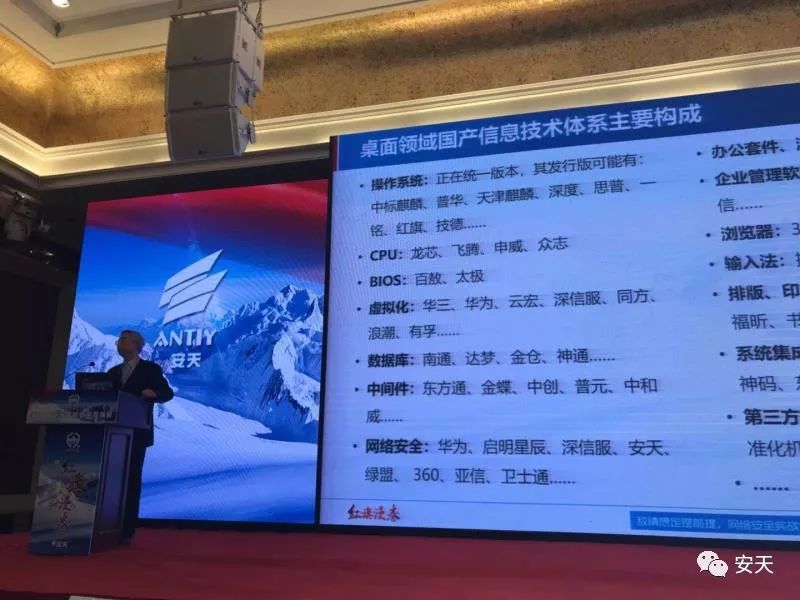 桌面领域国产信息技术体系主要构成
• 操作系统：正在统一版本，其发行版可能有：
中标麒麟、普华、天津麒麟、深度、思普、一
铭、红旗、技德......
• CPU：龙芯、飞腾、申威、众志
• BIOS：百敖、太极
• 虚拟化：华三、华为、云宏、深信服、同方、
浪潮、有孚......
• 数据库：南通、达梦、金仓、神通......
• 中间件：东方通、金蝶、中创、普元、中和
威......
• 网络安全：华为、启明星辰、深信服、安天、
绿盟、 360、亚信、卫士通......
• 办公套件、
• 企业管理软
信......
• 浏览器：3
• 输入法：
• 排版、印
福昕、书
• 系统集成
神码、
• 第三方
准化机
• ......
红旗漫卷
ANTIY
安天
红旗漫卷
安天